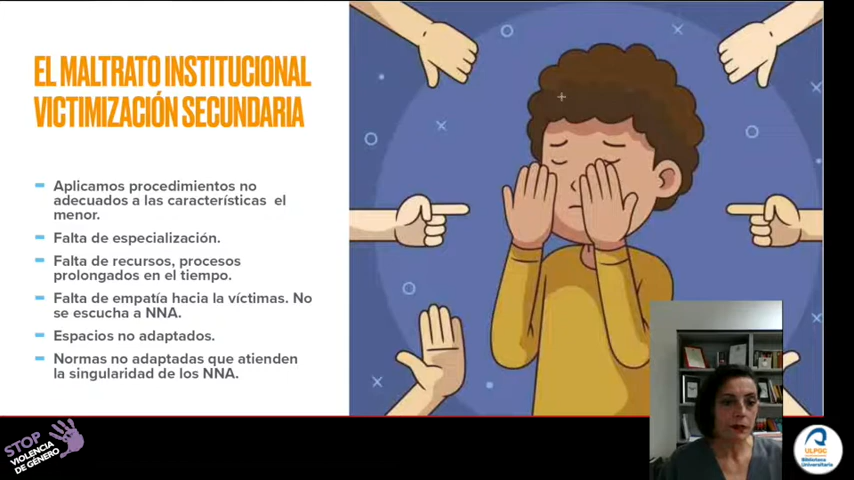 EL MALTRATO INSTITUCIONAL
VICTIMIZACIÓN SECUNDARIA
Aplicamos procedimientos no
adecuados a las características el
menor.
Falta de especialización.
Falta de recursos, procesos
prolongados en el tiempo.
Falta de empatía hacia la víctimas. No
se escucha a NNA.
Espacios no adaptados.
Normas no adaptadas que atienden
la singularidad de los NNA.
STOP
VIOLENCIA
DE GÉNERO
ULPGC
Biblioteca
Universitaria